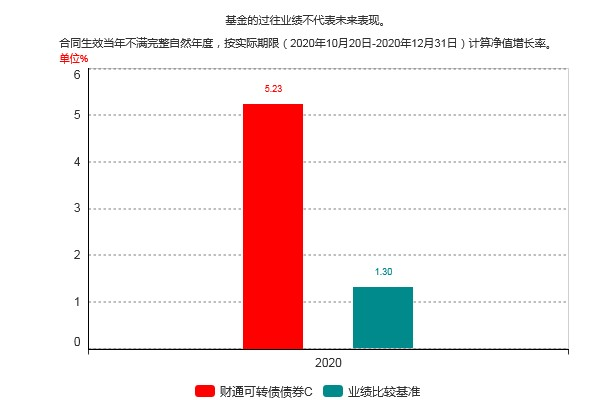 基金的过往业绩不代表未来表现。
合同生效当年不满完整自然年度，按实际期限（2020年10月20日-2020年12月31日）计算净值增长率。
单位%
6
5.23
5
4
3
2
1.30
1
0
2020
财通可转债债券C 业绩比较基准